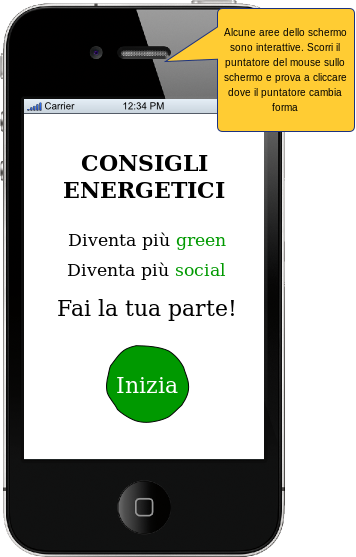 Alcune aree dello schermo
sono interattive. Scorri il
puntatore del mouse sullo
schermo e prova a cliccare
dove il puntatore cambia
forma
Carrier 12:34 PM
CONSIGLI
ENERGETICI
Diventa più green
Diventa più social
Fai la tua parte!
Inizia